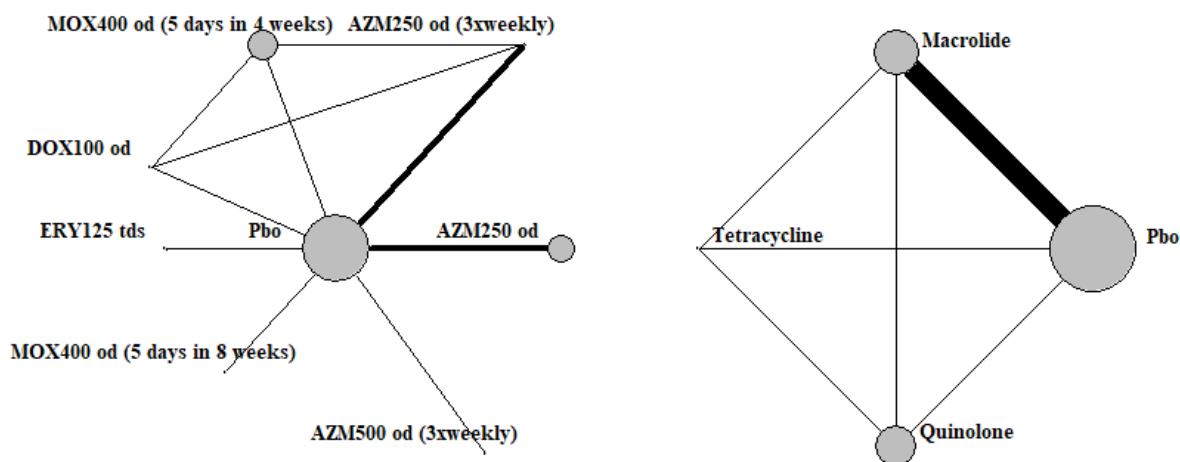 MOX400 od (5 days in 4 weeks)
AZM250 od (3xweekly)
DOX100 od
ERY125 tds
Pbo
AZM250 od
MOX400 od (5 days in 8 weeks)
AZM500 od (3xweekly)
Macrolide
Tetracycline
Pbo
Quinolone